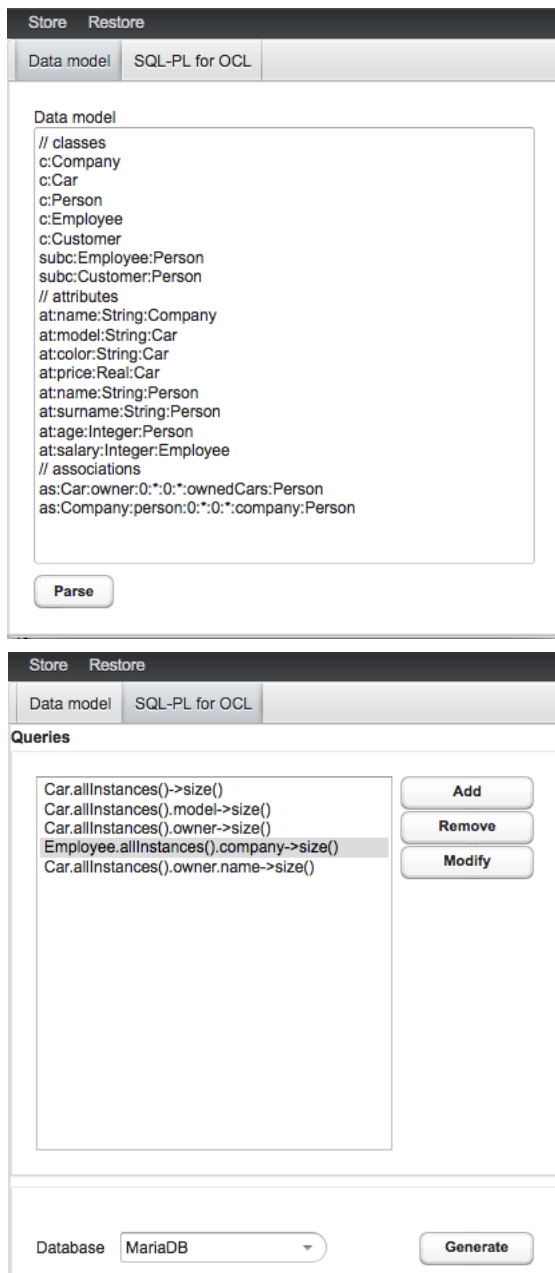 Store Restore
Data model SQL-PL for OCL
Data model
// classes
c:Company
c:Car
c:Person
c:Employee
c:Customer
subc:Employee:Person
subc:Customer:Person
// attributes
at:name:String:Company
at:model:String:Car
at:color:String:Car
at:price:Real:Car
at:name:String:Person
at:surname:String:Person
at:age:Integer:Person
at:salary:Integer:Employee
// associations
as:Car:owner:0:*:0:*:ownedCars:Person
as:Company:person:0:*:0:*:company:Person
Parse
Store Restore
Data model SQL-PL for OCL
Queries
Car.allInstances()->size()
Car.allInstances().model->size()
Car.allInstances().owner->size()
Employee.allInstances().company->size()
Car.allInstances().owner.name->size()
Add
Remove
Modify
Database MariaDB Generate